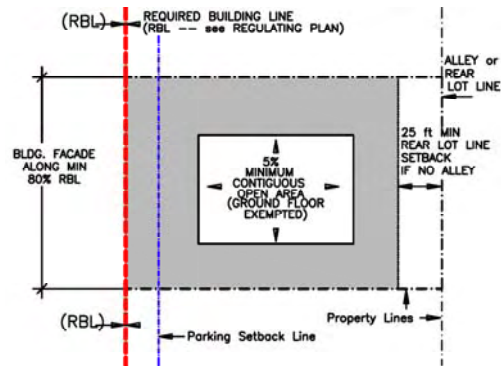 (RBL)
REQUIRED BUILDING LINE
(RBL -- see REGULATING PLAN)
ALLEY or
REAR
LOT LINE
BLDG. FACADE
ALONG MIN
80% RBL
5%
MINIMUM
CONTIGUOUS
OPEN AREA
(GROUND FLOOR
EXEMPTED)
25 ft MIN
REAR LOT LINE
SETBACK
IF NO ALLEY
(RBL)
Parking Setback Line
Property Lines